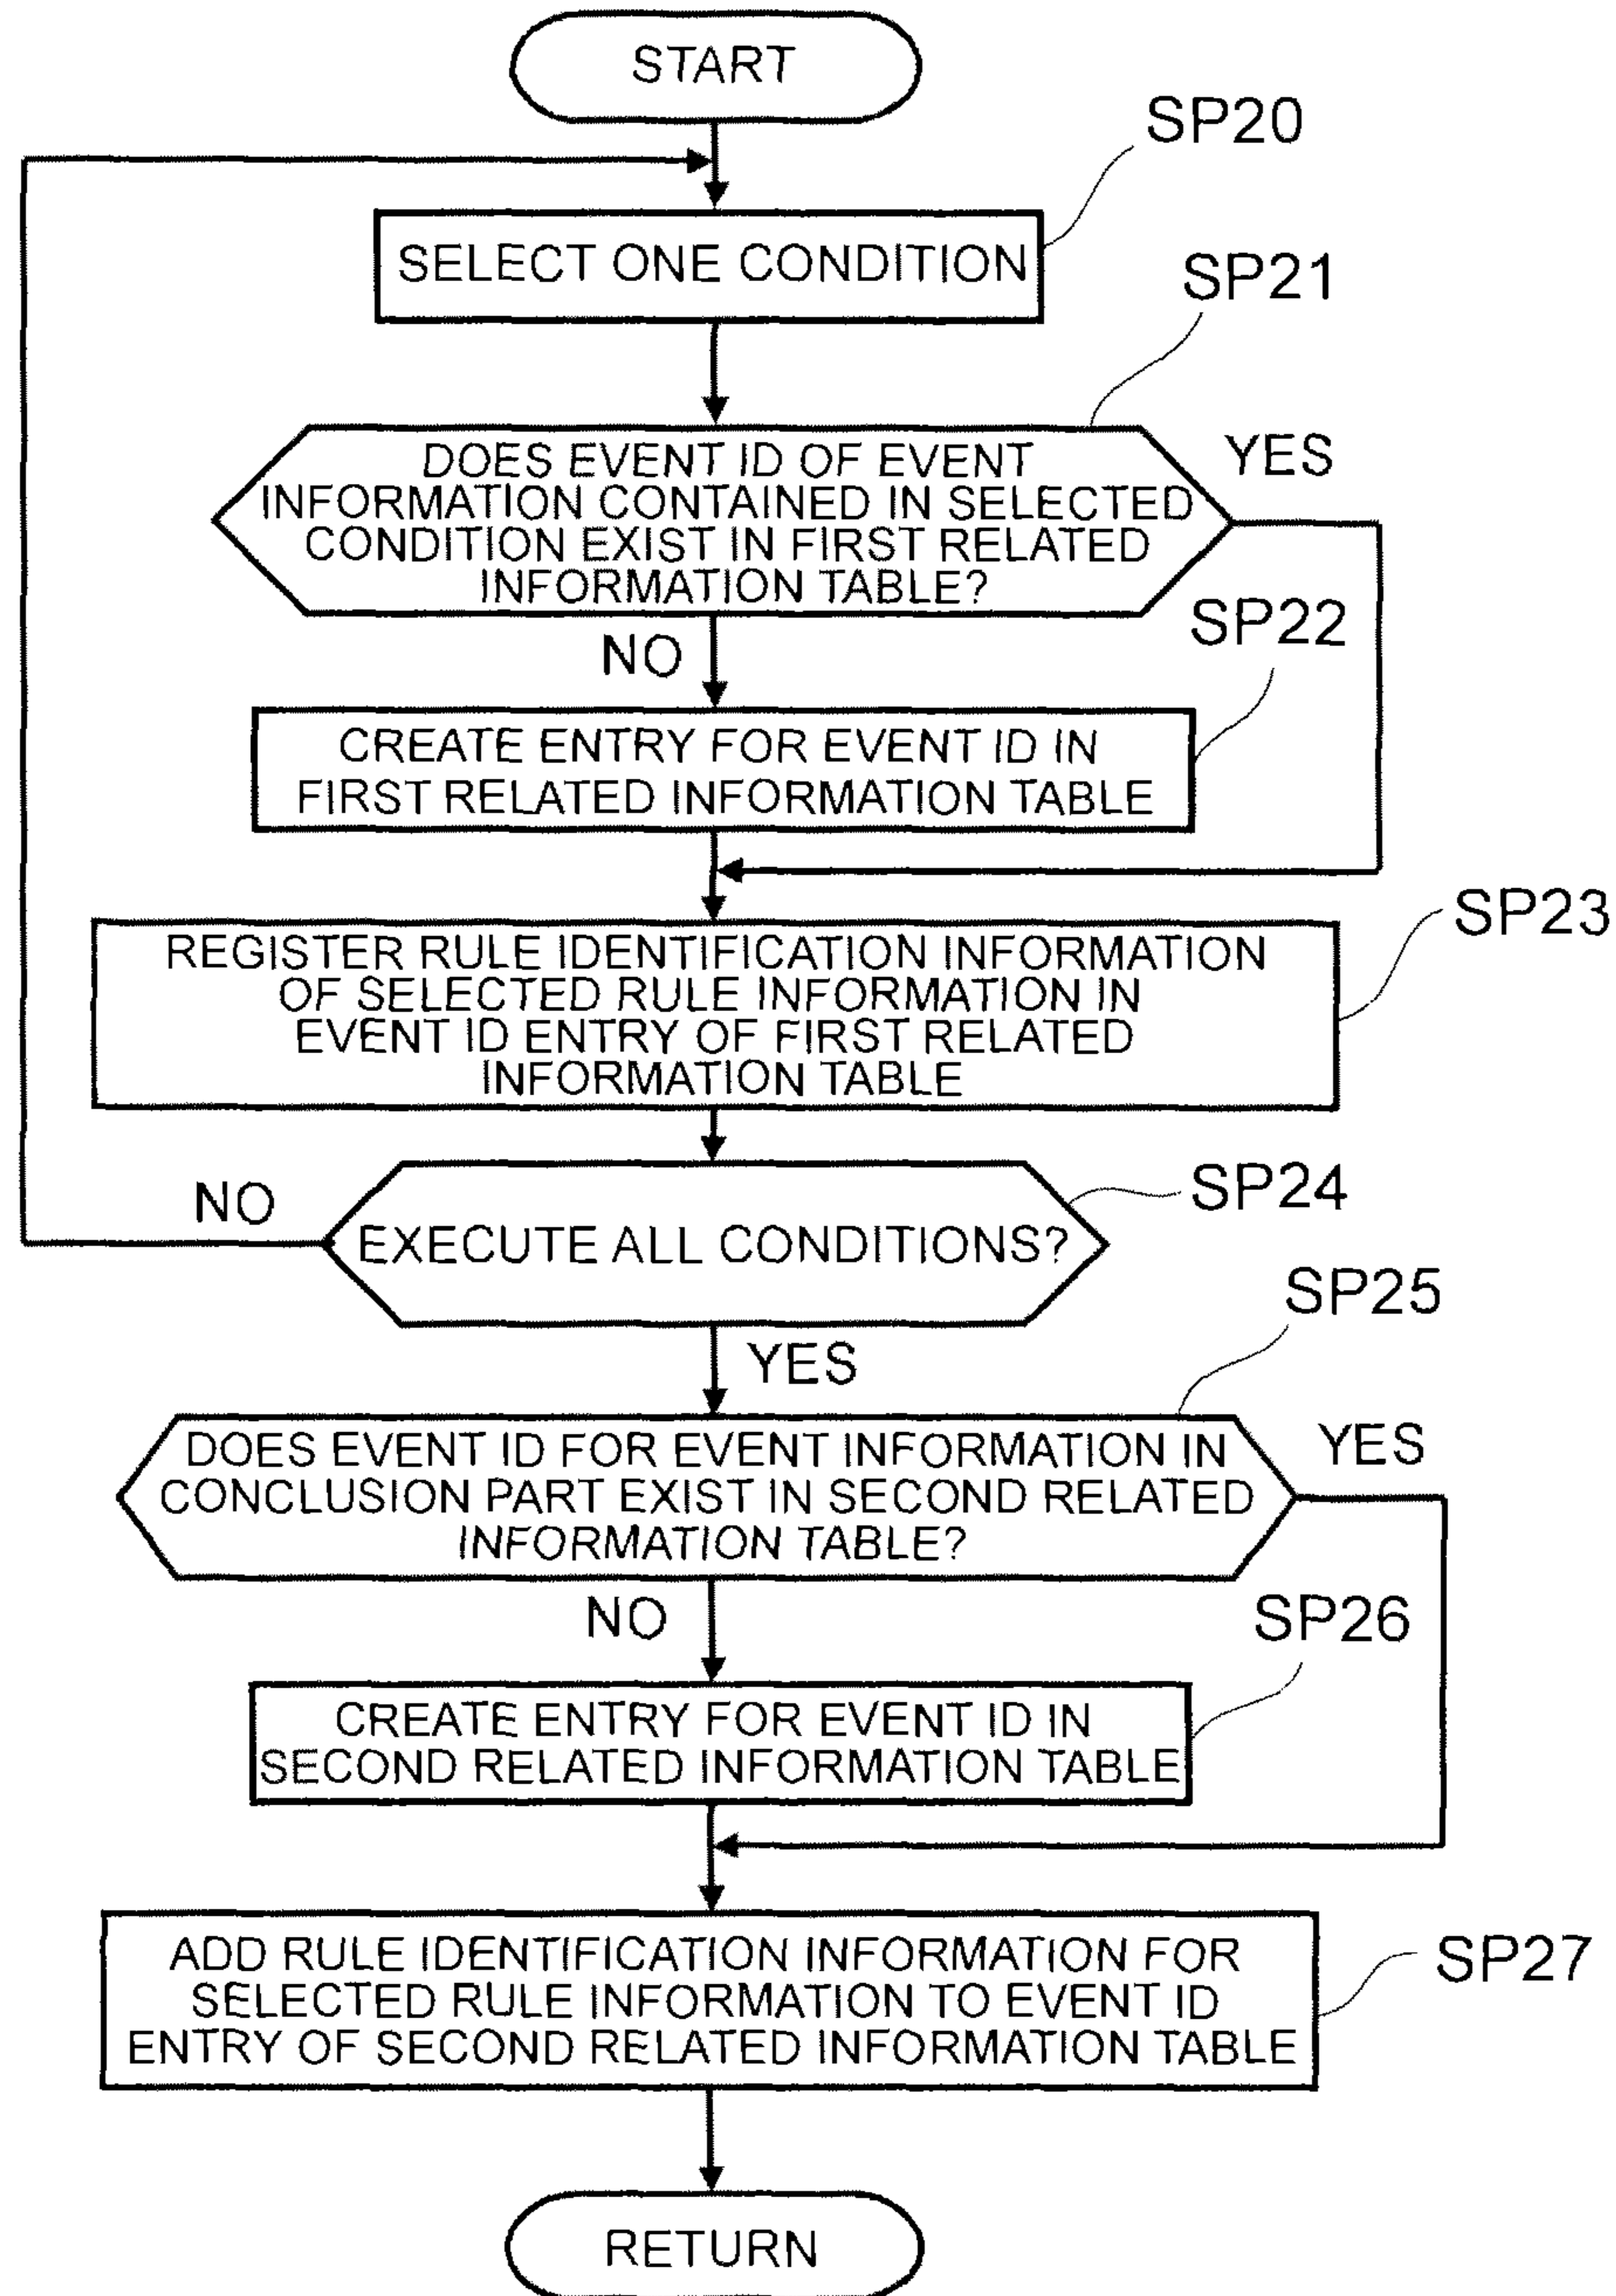 START
SP20
SELECT ONE CONDITION
SP21
DOES EVENT ID OF EVENT
INFORMATION CONTAINED IN SELECTED
CONDITION EXIST IN FIRST RELATED
INFORMATION TABLE?
YES
NO
SP22
CREATE ENTRY FOR EVENT ID IN
FIRST RELATED INFORMATION TABLE
SP23
REGISTER RULE IDENTIFICATION INFORMATION
OF SELECTED RULE INFORMATION IN
EVENT ID ENTRY OF FIRST RELATED
INFORMATION TABLE
SP24
NO
EXECUTE ALL CONDITIONS?
YES
SP25
DOES EVENT ID FOR EVENT INFORMATION IN
CONCLUSION PART EXIST IN SECOND RELATED
INFORMATION TABLE?
YES
NO
SP26
CREATE ENTRY FOR EVENT ID IN
SECOND RELATED INFORMATION TABLE
SP27
ADD RULE IDENTIFICATION INFORMATION FOR
SELECTED RULE INFORMATION TO EVENT ID
ENTRY OF SECOND RELATED INFORMATION TABLE
RETURN